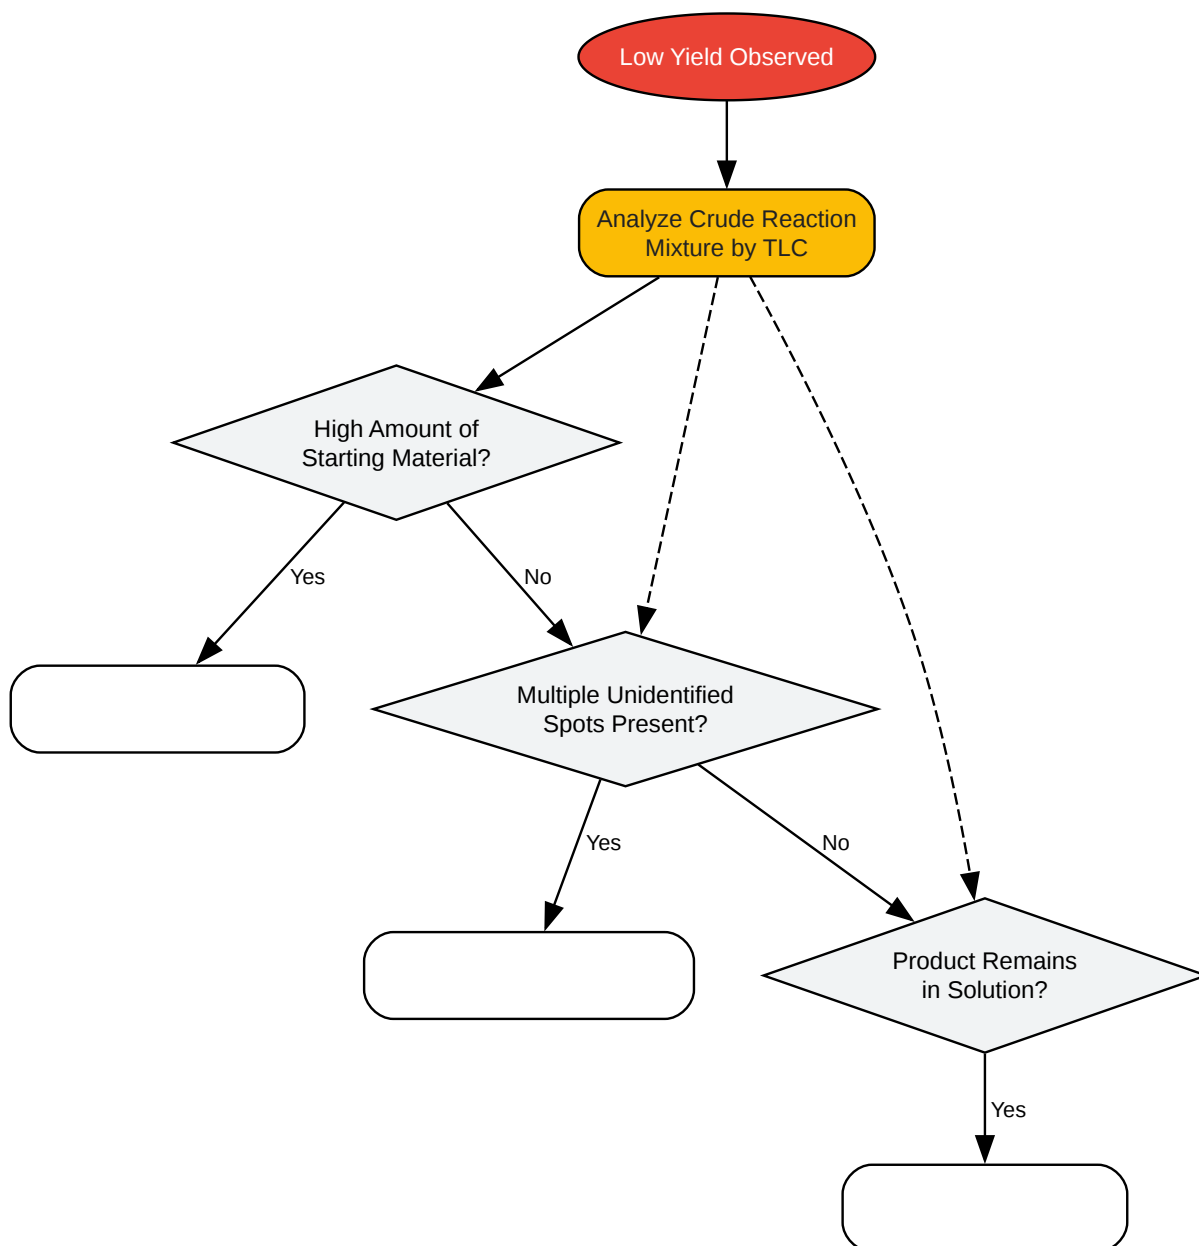 Low Yield Observed
Analyze Crude Reaction
Mixture by TLC
High Amount of
Starting Material?
Yes
No
Multiple Unidentified
Spots Present?
Yes
No
Product Remains
in Solution?
Yes